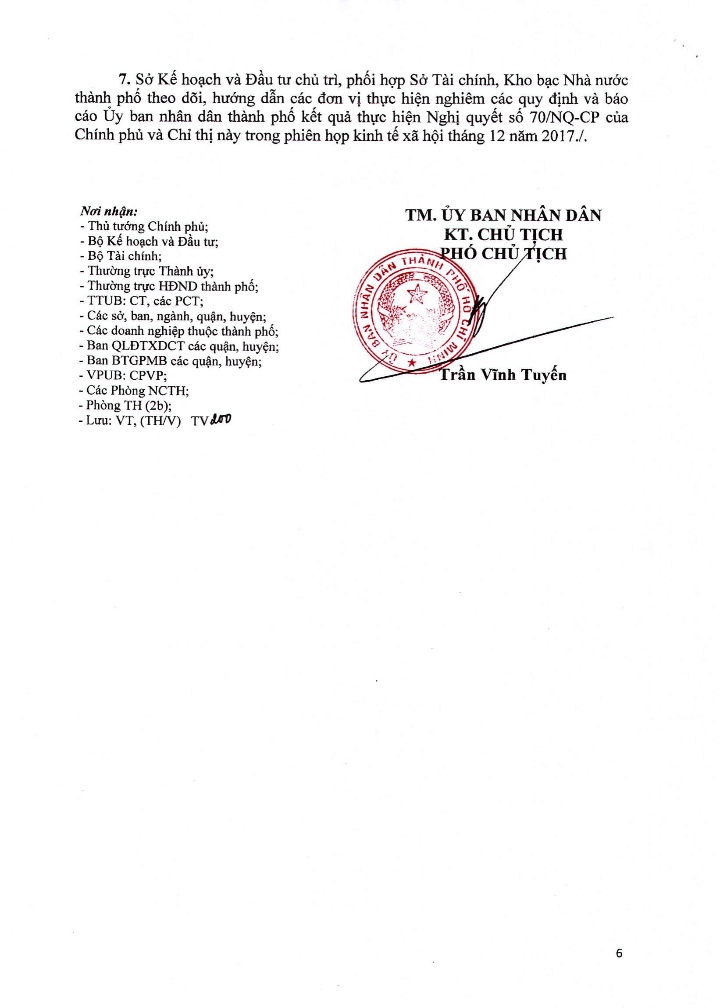 7. Sở Kế hoạch và Đầu tư chủ trì, phối hợp Sở Tài chính, Kho bạc Nhà nước
thành phố theo dõi, hướng dẫn các đơn vị thực hiện nghiêm các quy định và báo
cáo Ủy ban nhân dân thành phố kết quả thực hiện Nghị quyết số 70/NQ-CP của
Chính phủ và Chỉ thị này trong phiên họp kinh tế xã hội tháng 12 năm 2017./.
Nơi nhận:
- Thủ tướng Chính phủ;
- Bộ Kế hoạch và Đầu tư;
- Bộ Tài chính;
- Thường trực Thành ủy;
- Thường trực HĐND thành phố;
- TTUB: CT, các PCT;
- Các sở, ban, ngành, quận, huyện;
- Các doanh nghiệp thuộc thành phố;
- Ban QLĐTXDCT các quận, huyện;
- Ban BTGPMB các quận, huyện;
- VPUB: CPVP;
- Các Phòng NCTH;
- Phòng TH (2b);
- Lưu: VT, (TH/V) TV 200
TM. ỦY BAN NHÂN DÂN
KT. CHỦ TỊCH
PHÓ CHỦ TỊCH
ỦY BAN NHÂN DÂN THÀNH PHỐ HỒ CHÍ MINH
Trần Vĩnh Tuyến
6